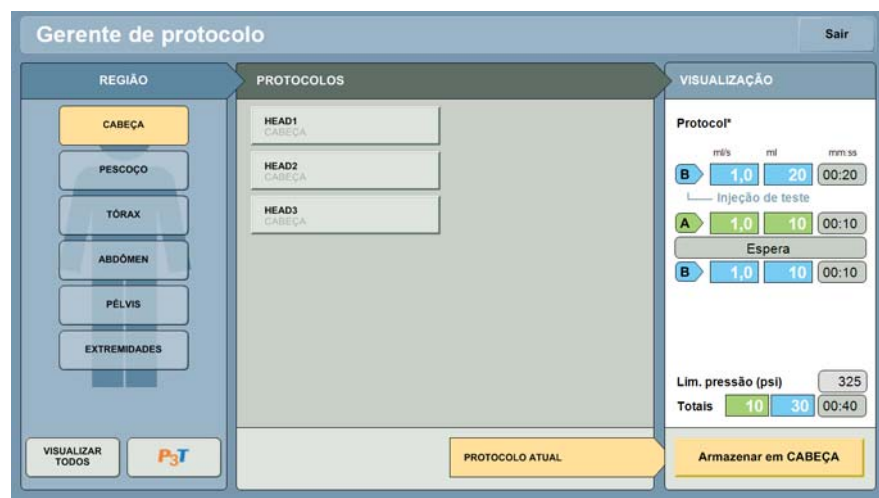 Gerente de protocolo
Sair
REGIÃO
CABEÇA
PESCOÇO
TÓRAX
ABDÔMEN
PÉLVIS
EXTREMIDADES
VISUALIZAR
TODOS
P3T
PROTOCOLOS
HEAD1
CABEÇA
HEAD2
CABEÇA
HEAD3
CABEÇA
PROTOCOLO ATUAL
VISUALIZAÇÃO
Protocol*
ml/s ml mm:ss
B 1,0 20 00:20
Injeção de teste
A 1,0 10 00:10
Espera
B 1,0 10 00:10
Lim. pressão (psi) 325
Totais 10 30 00:40
Armazenar em CABEÇA